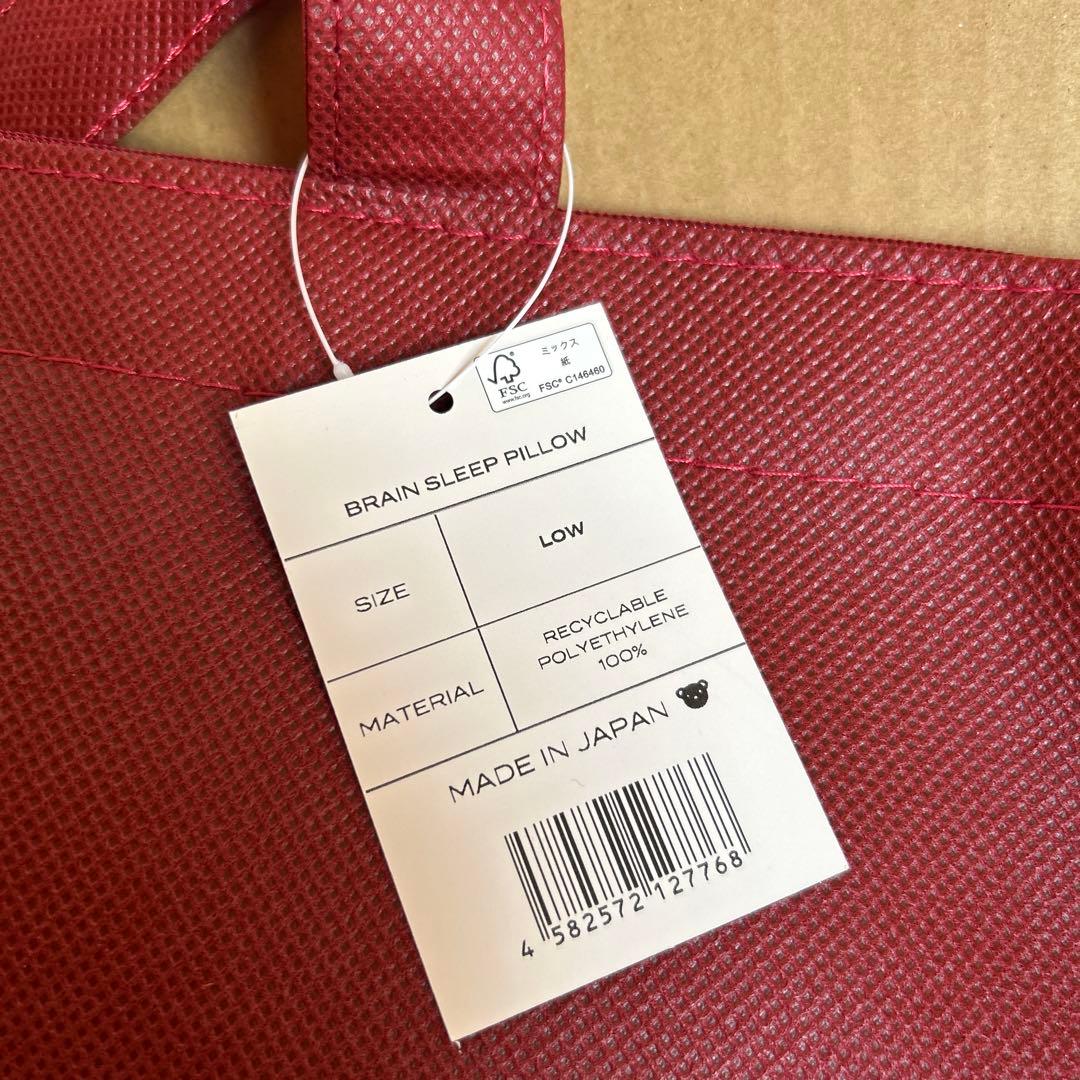 ミックス
紙
FSC® C146460
FSC®
www.fsc.org
BRAIN SLEEP PILLOW
SIZE
LOW
MATERIAL
RECYCLABLE
POLYETHYLENE
100%
MADE IN JAPAN
4 582572 127768